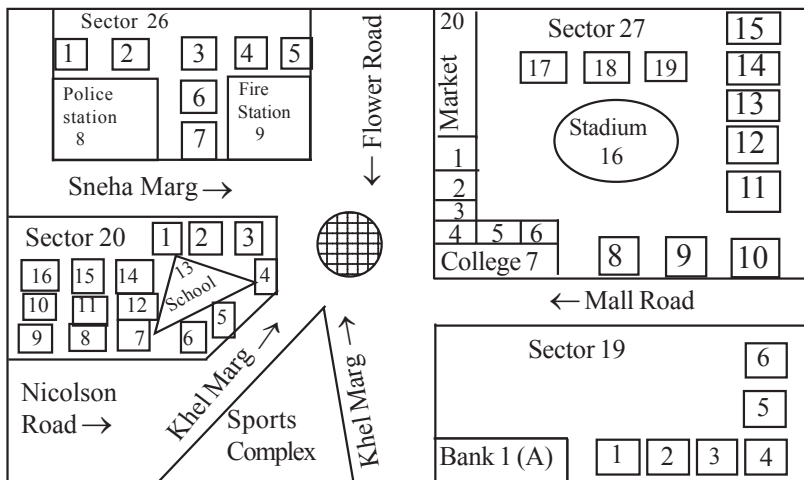 Sector 26
1 2 3 4 5
Police
station
8
6
7
Fire
Station
9
Sneha Marg →
← Flower Road
20
Market
1
2
3
4 5 6
College 7
Sector 27
17 18 19
Stadium
16
15
14
13
12
11
8 9 10
← Mall Road
Sector 20
1 2 3
4
5
6
13
School
16 15 14
10 11 12
9 8 7
Nicolson
Road →
Khel Marg →
Sports
Complex
Khel Marg →
Sector 19
6
5
Bank 1 (A)
1 2 3 4